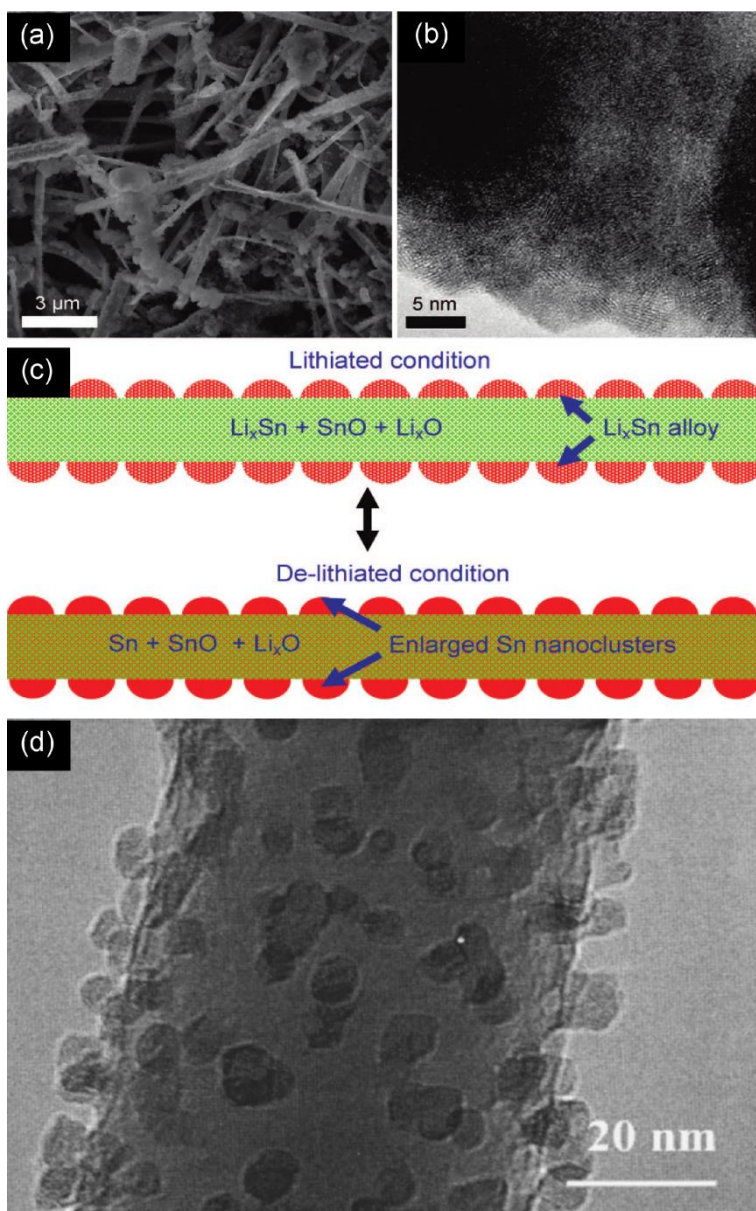 (a)
(b)
3 μm
5 nm
(c)
Lithiated condition
LiₓSn + SnO + LiₓO
LiₓSn alloy
De-lithiated condition
Sn + SnO + LiₓO
Enlarged Sn nanoclusters
(d)
20 nm